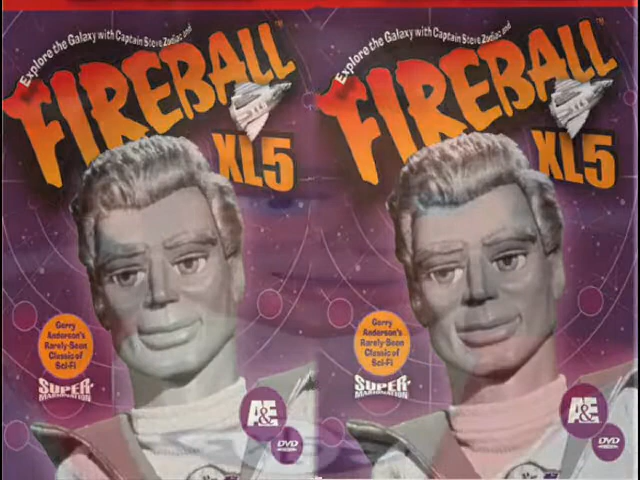 Explore the Galaxy with Captain Steve Zodiac and
FIREBALL
XL5
Gerry
Anderson's
Rarely-Seen
Classic of
Sci-Fi
SUPER-
MARIONATION
A&E
DVD
Explore the Galaxy with Captain Steve Zodiac and
FIREBALL
XL5
Gerry
Anderson's
Rarely-Seen
Classic of
Sci-Fi
SUPER-
MARIONATION
A&E
DVD